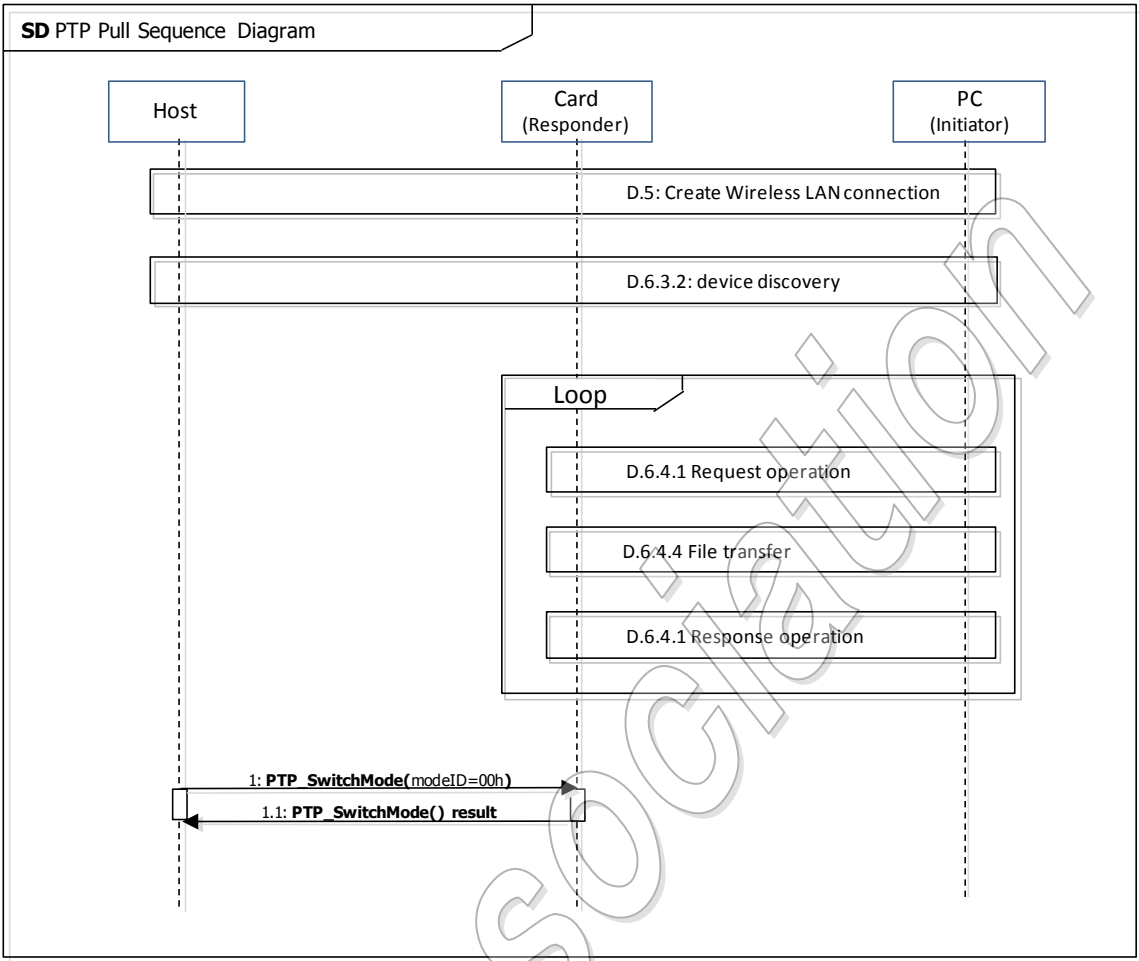 SD PTP Pull Sequence Diagram
Host
Card
(Responder)
PC
(Initiator)
D.5: Create Wireless LAN connection
D.6.3.2: device discovery
Loop
D.6.4.1 Request operation
D.6.4.4 File transfer
D.6.4.1 Response operation
1: PTP_SwitchMode(modeID=00h)
1.1: PTP_SwitchMode() result
sociation